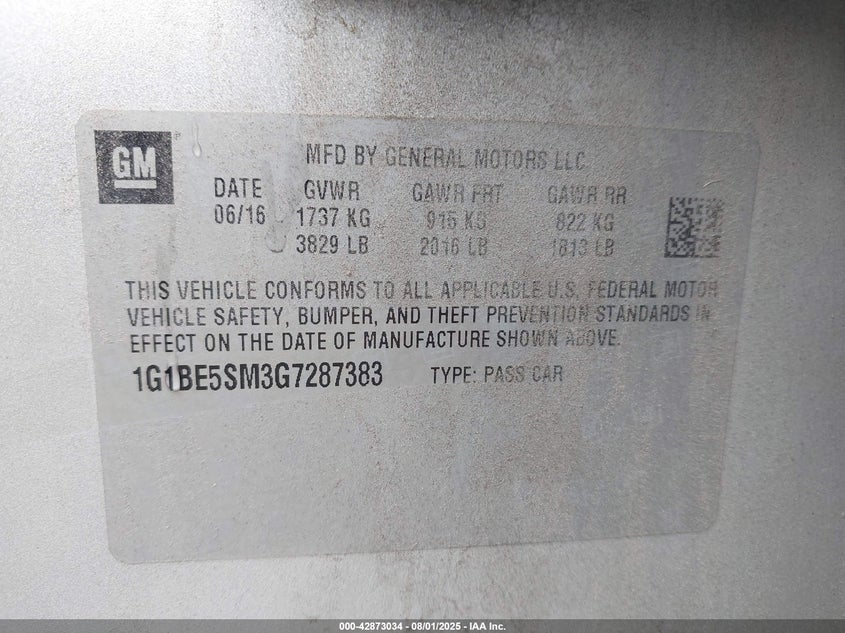 GM
MFD BY GENERAL MOTORS LLC
DATE GVWR GAWR FRT GAWR RR
06/16 1737 KG 915 KG 822 KG
3829 LB 2016 LB 1813 LB
THIS VEHICLE CONFORMS TO ALL APPLICABLE U.S. FEDERAL MOTOR
VEHICLE SAFETY, BUMPER, AND THEFT PREVENTION STANDARDS IN
EFFECT ON THE DATE OF MANUFACTURE SHOWN ABOVE.
1G1BE5SM3G7287383 TYPE: PASS CAR
000-42873034 - 08/01/2025 - IAA Inc.